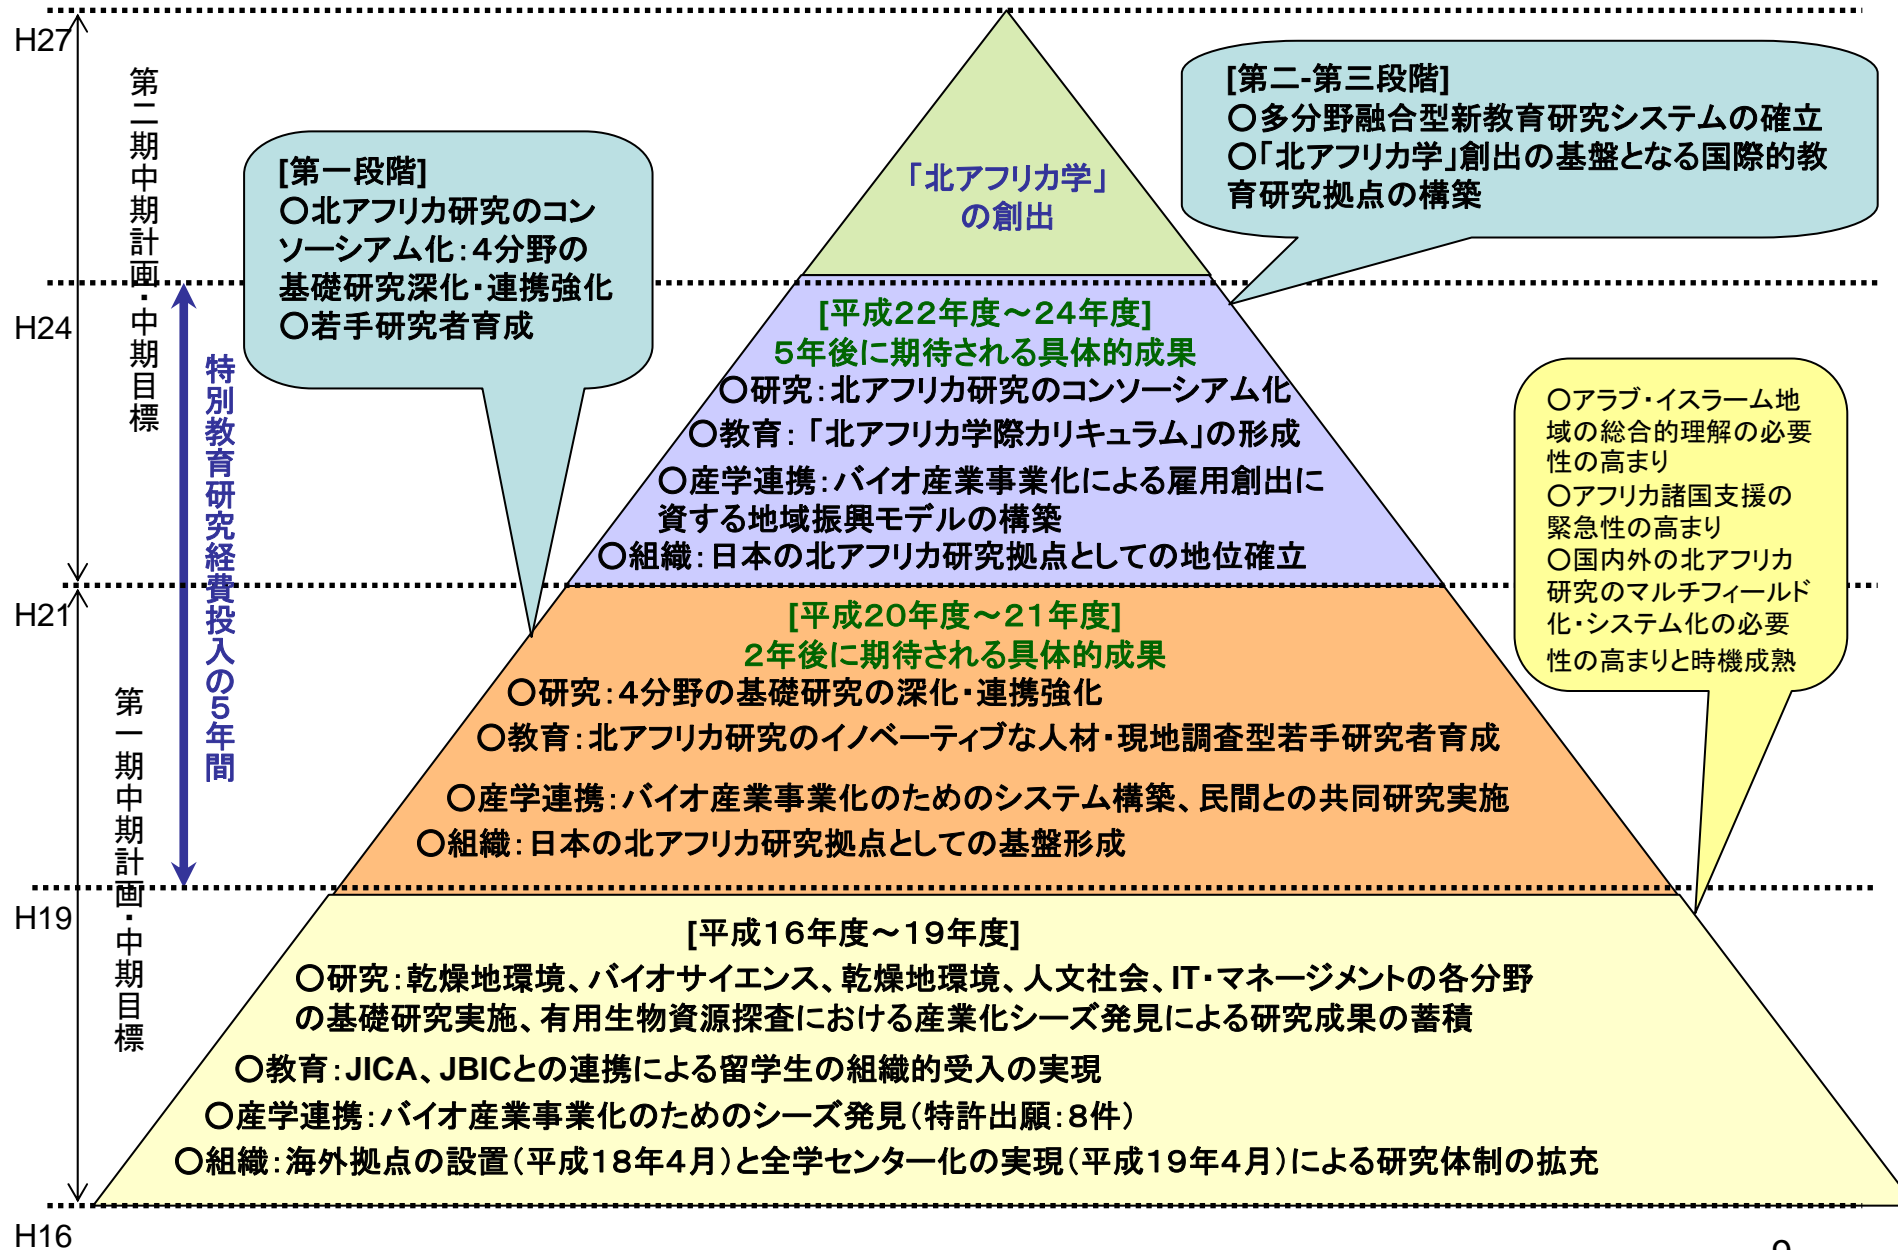 H27
第二期中期計画・中期目標
H24
特別教育研究経費投入の5年間
H21
第一期中期計画・中期目標
H19
H16
[第一段階]
○北アフリカ研究のコン
ソーシアム化：4分野の
基礎研究深化・連携強化
○若手研究者育成
[第二-第三段階]
○多分野融合型新教育研究システムの確立
○「北アフリカ学」創出の基盤となる国際的教
育研究拠点の構築
「北アフリカ学」
の創出
[平成22年度～24年度]
5年後に期待される具体的成果
○研究：北アフリカ研究のコンソーシアム化
○教育：「北アフリカ学際カリキュラム」の形成
○産学連携：バイオ産業事業化による雇用創出に
資する地域振興モデルの構築
○組織：日本の北アフリカ研究拠点としての地位確立
○アラブ・イスラーム地
域の総合的理解の必要
性の高まり
○アフリカ諸国支援の
緊急性の高まり
○国内外の北アフリカ
研究のマルチフィールド
化・システム化の必要
性の高まりと時機成熟
[平成20年度～21年度]
2年後に期待される具体的成果
○研究：4分野の基礎研究の深化・連携強化
○教育：北アフリカ研究のイノベーティブな人材・現地調査型若手研究者育成
○産学連携：バイオ産業事業化のためのシステム構築、民間との共同研究実施
○組織：日本の北アフリカ研究拠点としての基盤形成
[平成16年度～19年度]
○研究：乾燥地環境、バイオサイエンス、乾燥地環境、人文社会、IT・マネージメントの各分野
の基礎研究実施、有用生物資源探査における産業化シーズ発見による研究成果の蓄積
○教育：JICA、JBICとの連携による留学生の組織的受入の実現
○産学連携：バイオ産業事業化のためのシーズ発見（特許出願：8件）
○組織：海外拠点の設置（平成18年4月）と全学センター化の実現（平成19年4月）による研究体制の拡充